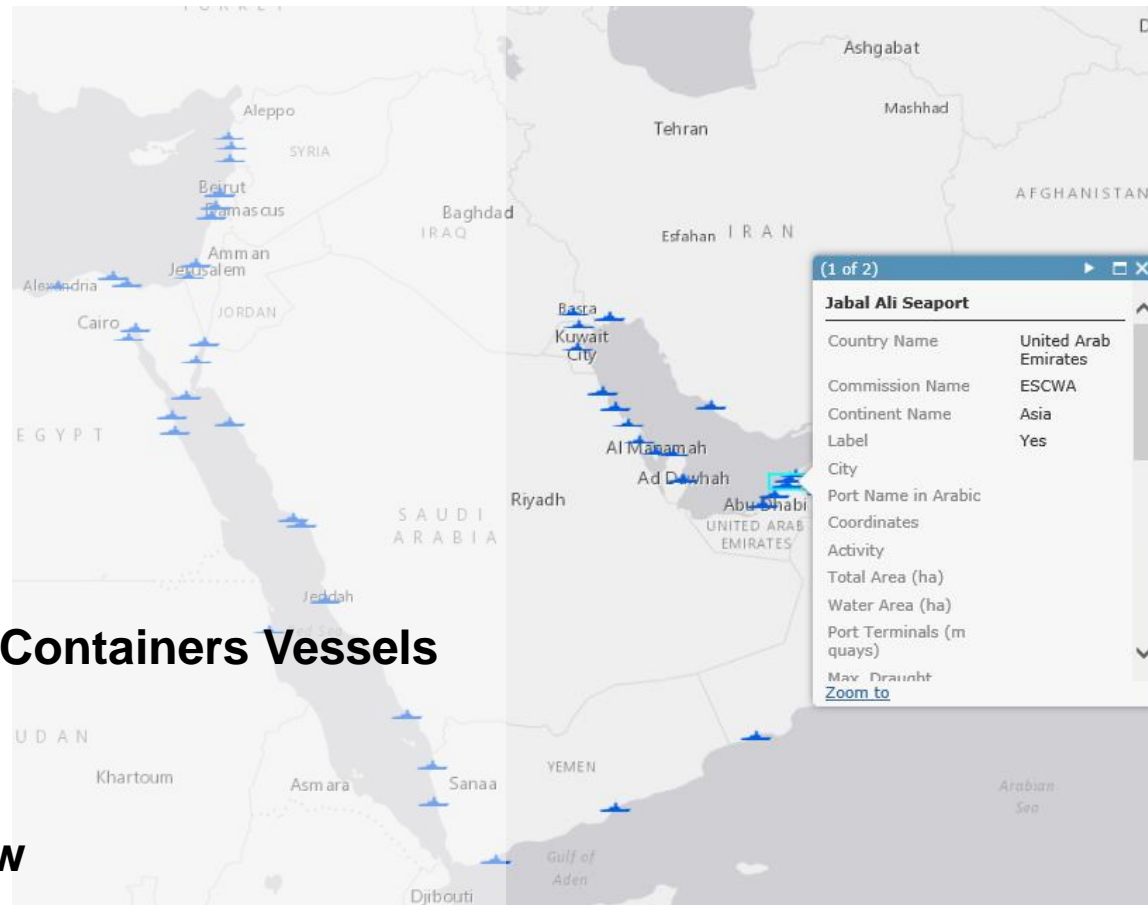 T U R K E Y
Ashgabat
Mashhad
Aleppo
Tehran
SYRIA
Beirut
Damascus
Baghdad
IRAQ
AFGHANISTAN
Esfahan
I R A N
Amman
Jerusalem
Alexandria
JORDAN
Cairo
Basra
Kuwait
City
E G Y P T
Al Manamah
Ad Dawhah
Riyadh
Abu Dhabi
UNITED ARAB
EMIRATES
S A U D I
A R A B I A
Jeddah
Containers Vessels
U D A N
Khartoum
Asmara
Sanaa
YEMEN
Arabian
Sea
w
Gulf of
Aden
Djibouti
(1 of 2)
Jabal Ali Seaport
Country Name United Arab
Emirates
Commission Name ESCWA
Continent Name Asia
Label Yes
City
Port Name in Arabic
Coordinates
Activity
Total Area (ha)
Water Area (ha)
Port Terminals (m
quays)
Max. Draught
Zoom to